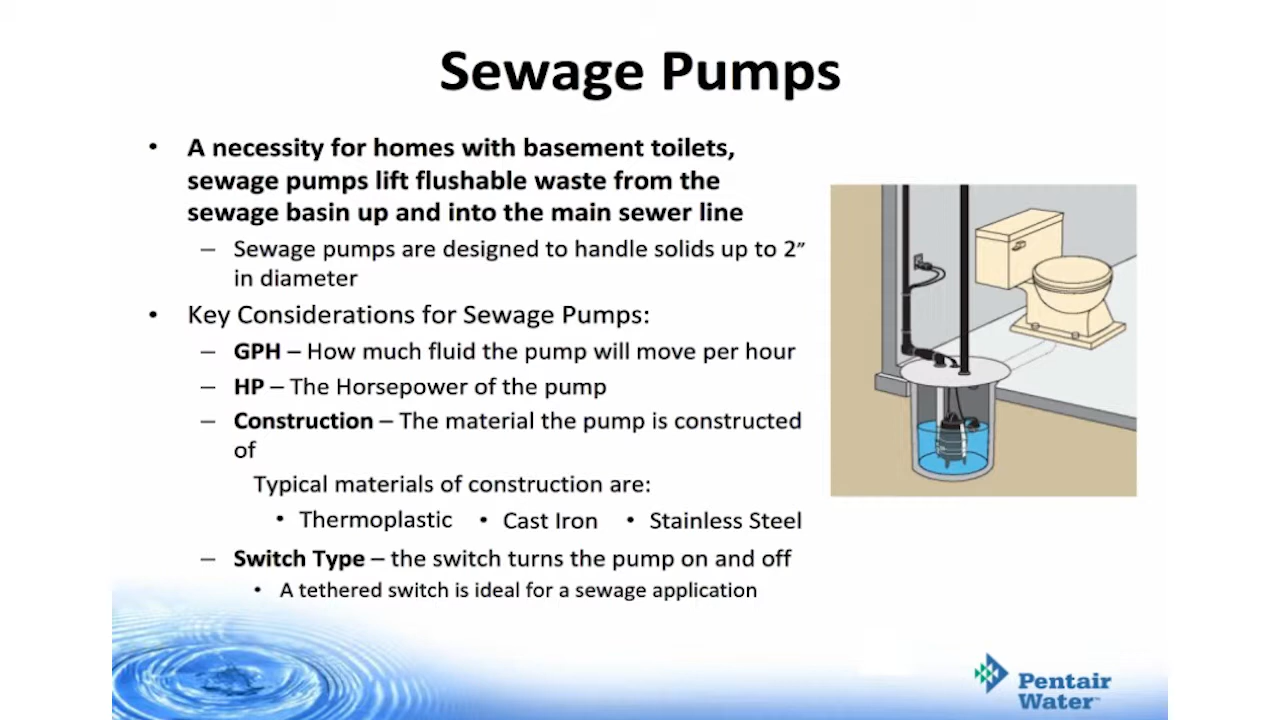 Sewage Pumps
• A necessity for homes with basement toilets,
sewage pumps lift flushable waste from the
sewage basin up and into the main sewer line
– Sewage pumps are designed to handle solids up to 2”
in diameter
• Key Considerations for Sewage Pumps:
– GPH – How much fluid the pump will move per hour
– HP – The Horsepower of the pump
– Construction – The material the pump is constructed
of
Typical materials of construction are:
• Thermoplastic • Cast Iron • Stainless Steel
– Switch Type – the switch turns the pump on and off
• A tethered switch is ideal for a sewage application
Pentair
Water™